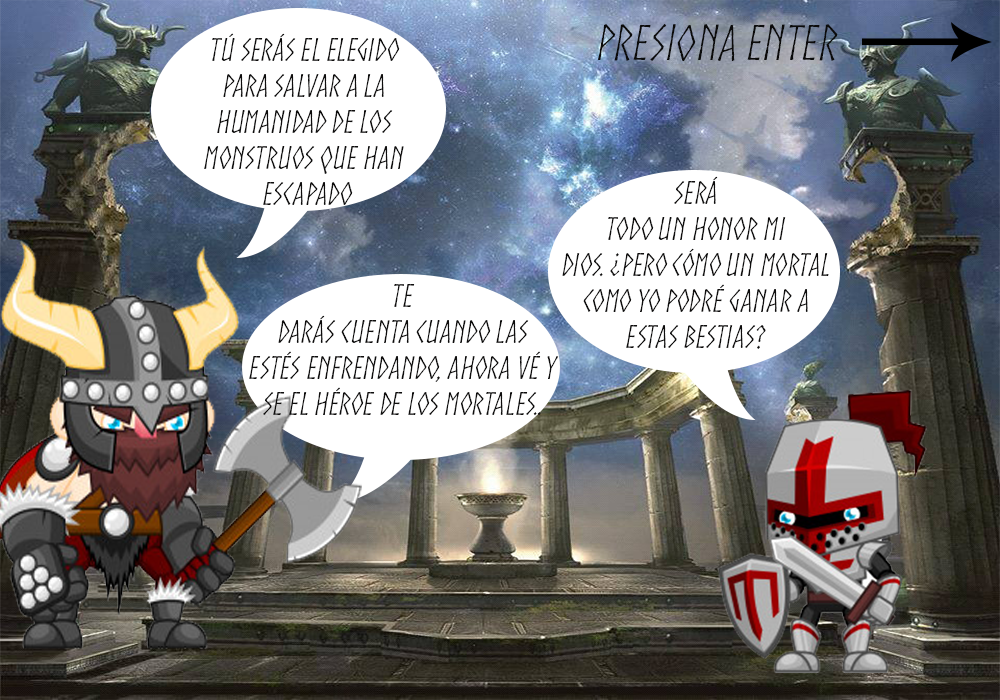 TÚ SERÁS EL ELEGIDO
PARA SALVAR A LA
HUMANIDAD DE LOS
MONSTRUOS QUE HAN
ESCAPADO
PRESIONA ENTER
SERÁ
TODO UN HONOR MI
DIOS. ¿PERO CÓMO UN MORTAL
COMO YO PODRÉ GANAR A
ESTAS BESTIAS?
TE
DARÁS CUENTA CUANDO LAS
ESTÉS ENFRENDANDO, AHORA VÉ Y
SE EL HÉROE DE LOS MORTALES..